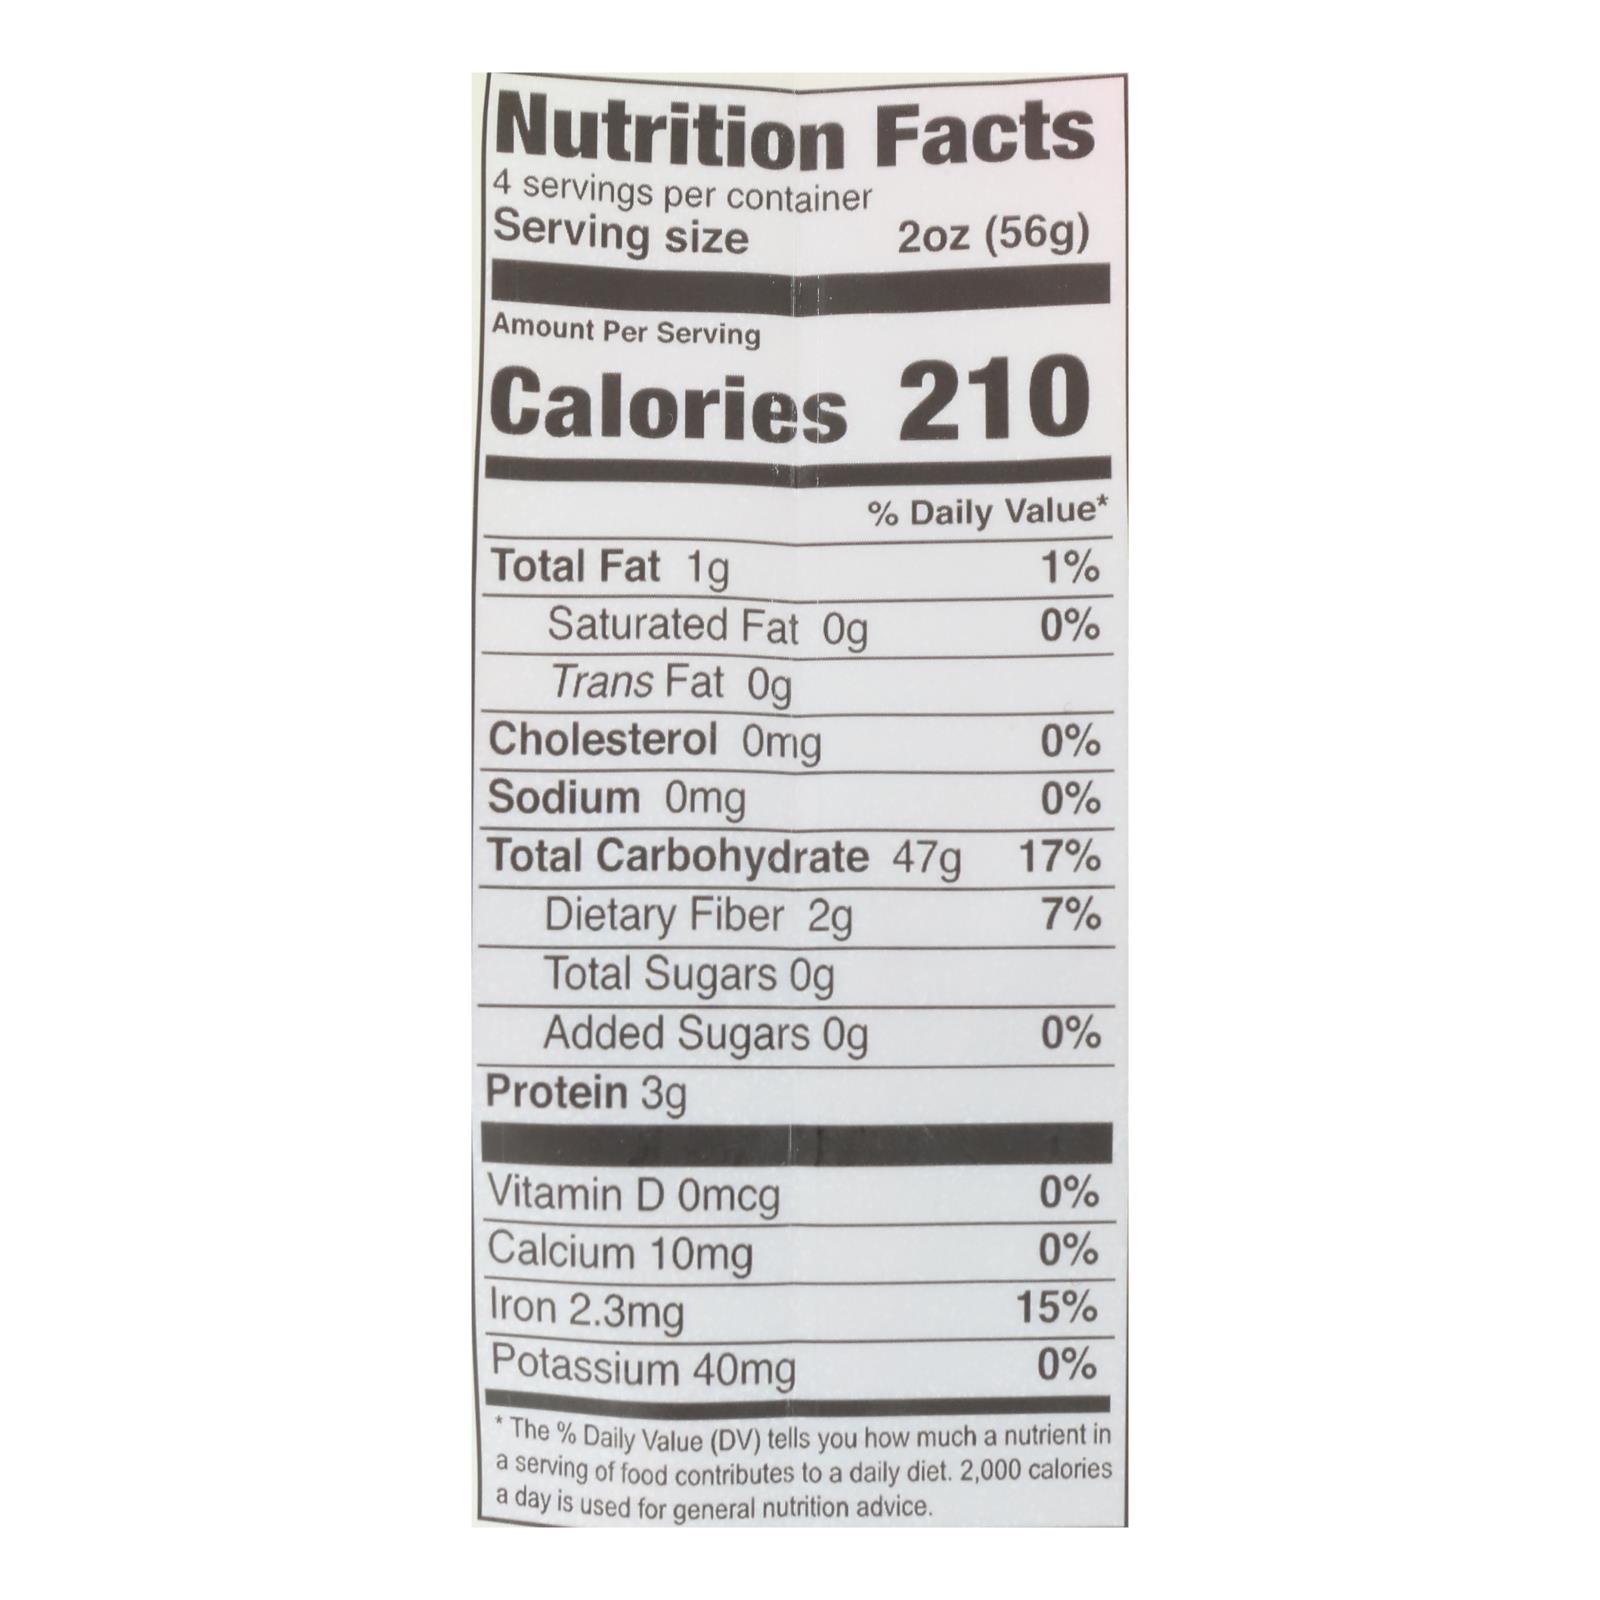 Nutrition Facts
4 servings per container
Serving size 2oz (56g)
Amount Per Serving
Calories 210
% Daily Value*
Total Fat 1g 1%
Saturated Fat 0g 0%
Trans Fat 0g
Cholesterol 0mg 0%
Sodium 0mg 0%
Total Carbohydrate 47g 17%
Dietary Fiber 2g 7%
Total Sugars 0g
Added Sugars 0g 0%
Protein 3g
Vitamin D 0mcg 0%
Calcium 10mg 0%
Iron 2.3mg 15%
Potassium 40mg 0%
* The % Daily Value (DV) tells you how much a nutrient in
a serving of food contributes to a daily diet. 2,000 calories
a day is used for general nutrition advice.